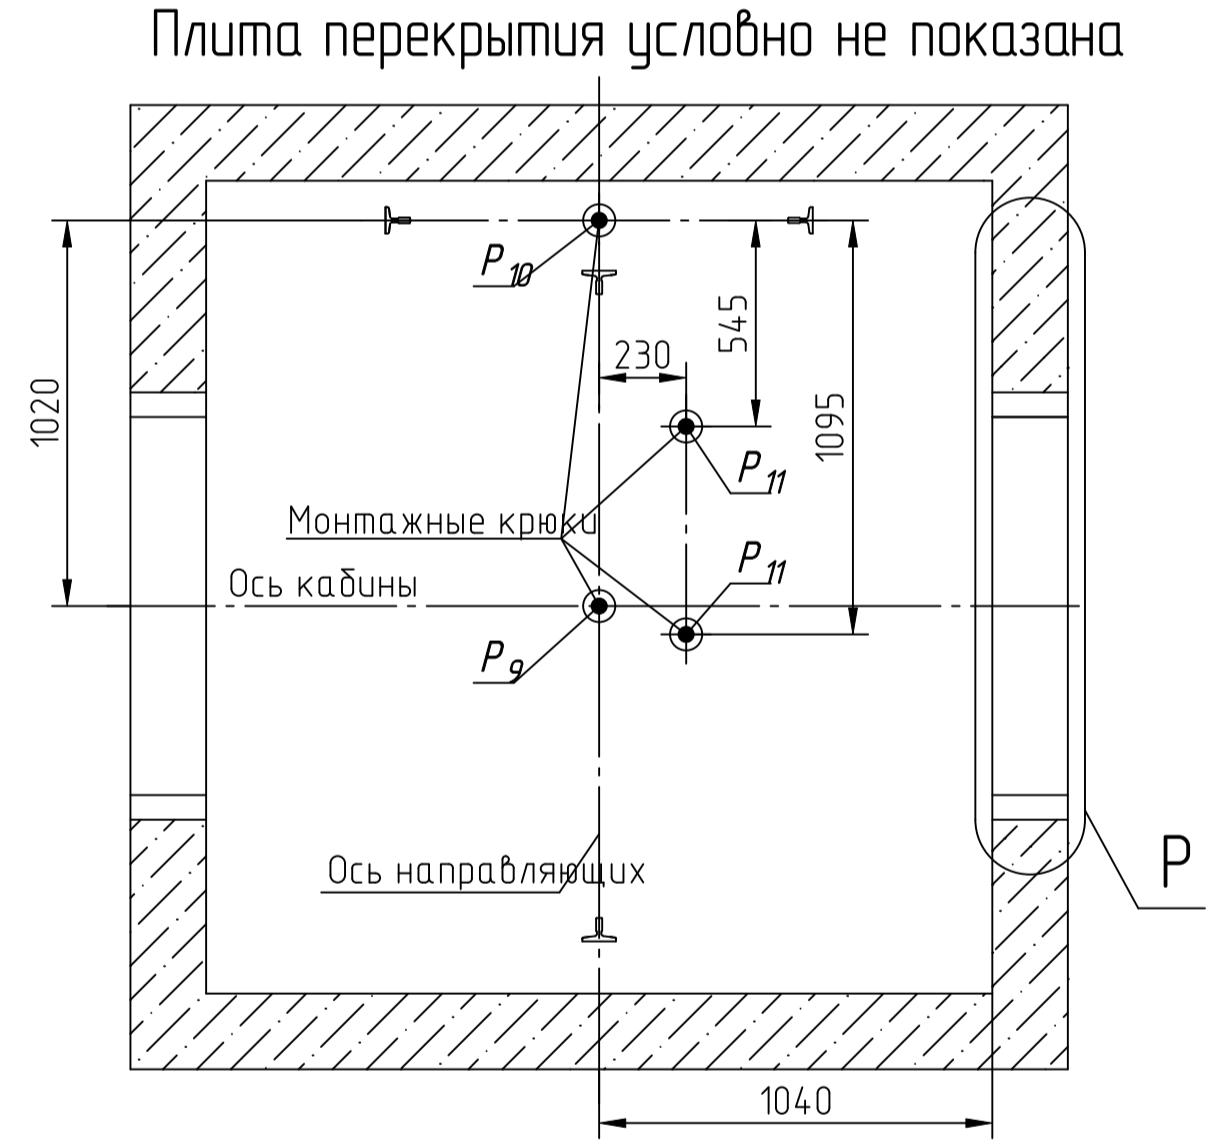 Плита перекрытия условно не показана
P10
545
230
1020
1095
P11
Монтажные крюки
P11
Ось кабины
P9
P
Ось направляющих
1040